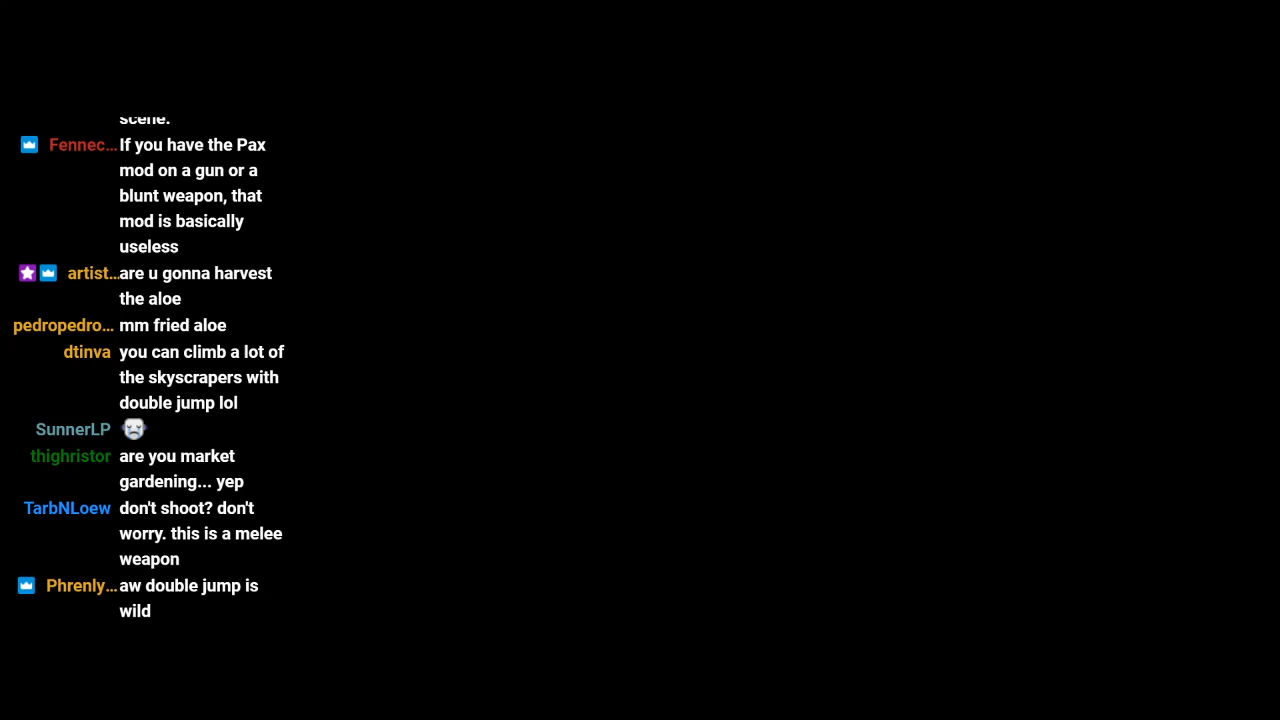 scene.
Fennec… If you have the Pax
mod on a gun or a
blunt weapon, that
mod is basically
useless
artist… are u gonna harvest
the aloe
pedropedro… mm fried aloe
dtinva you can climb a lot of
the skyscrapers with
double jump lol
SunnerLP
thighristor are you market
gardening... yep
TarbNLoew don't shoot? don't
worry. this is a melee
weapon
Phrenly… aw double jump is
wild